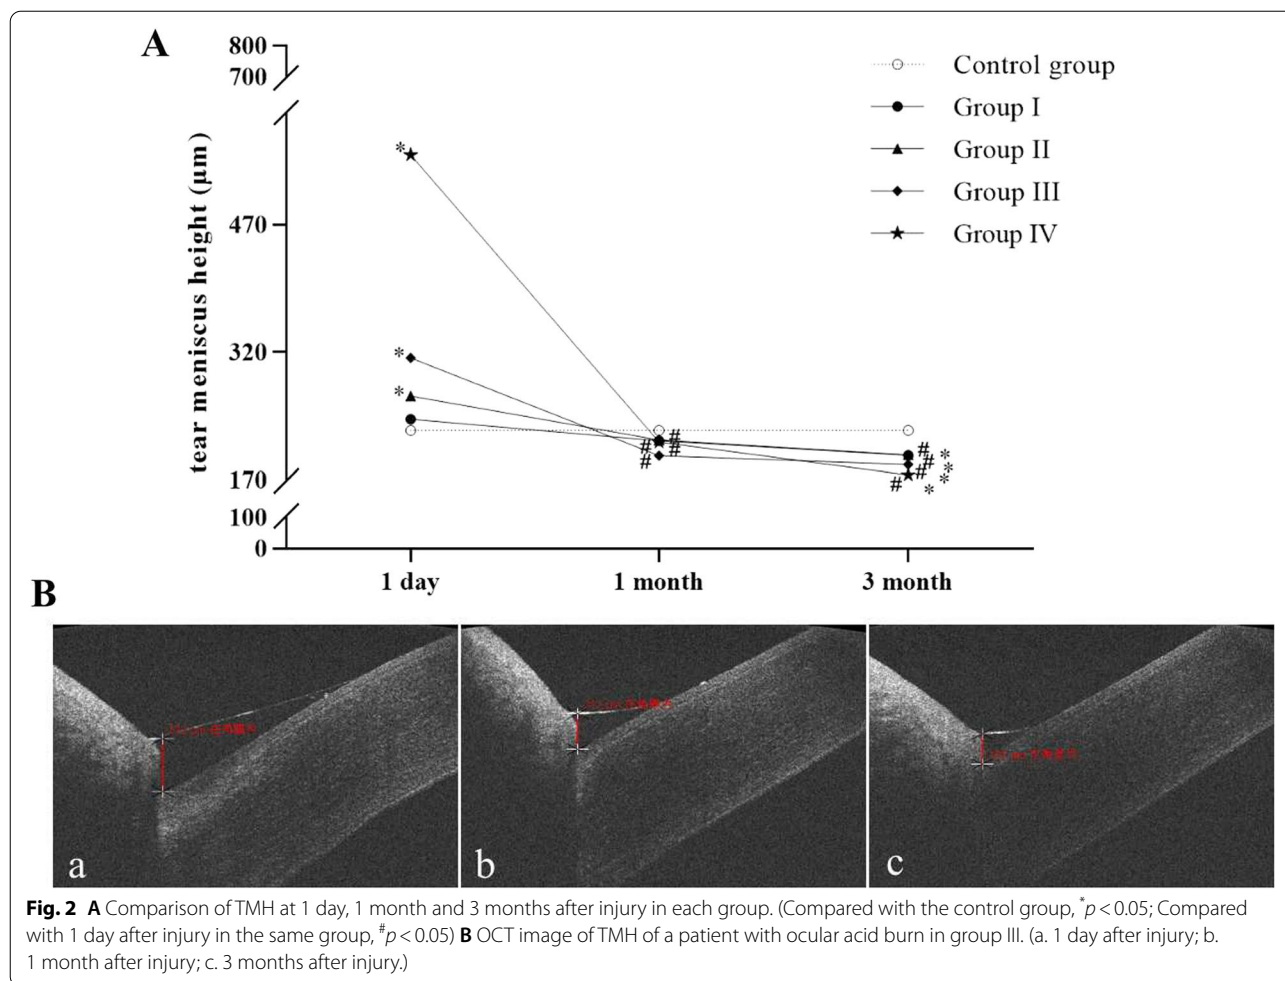 A
800
700
470
320
170
100
0
tear meniscus height (µm)
Control group
Group I
Group II
Group III
Group IV
*
*
*
#
#
#
#
#
#
#
#
*
*
*
*
1 day
1 month
3 month
B
a
b
c
Fig. 2 A Comparison of TMH at 1 day, 1 month and 3 months after injury in each group. (Compared with the control group, *p < 0.05; Compared
with 1 day after injury in the same group, #p < 0.05) B OCT image of TMH of a patient with ocular acid burn in group III. (a. 1 day after injury; b.
1 month after injury; c. 3 months after injury.)